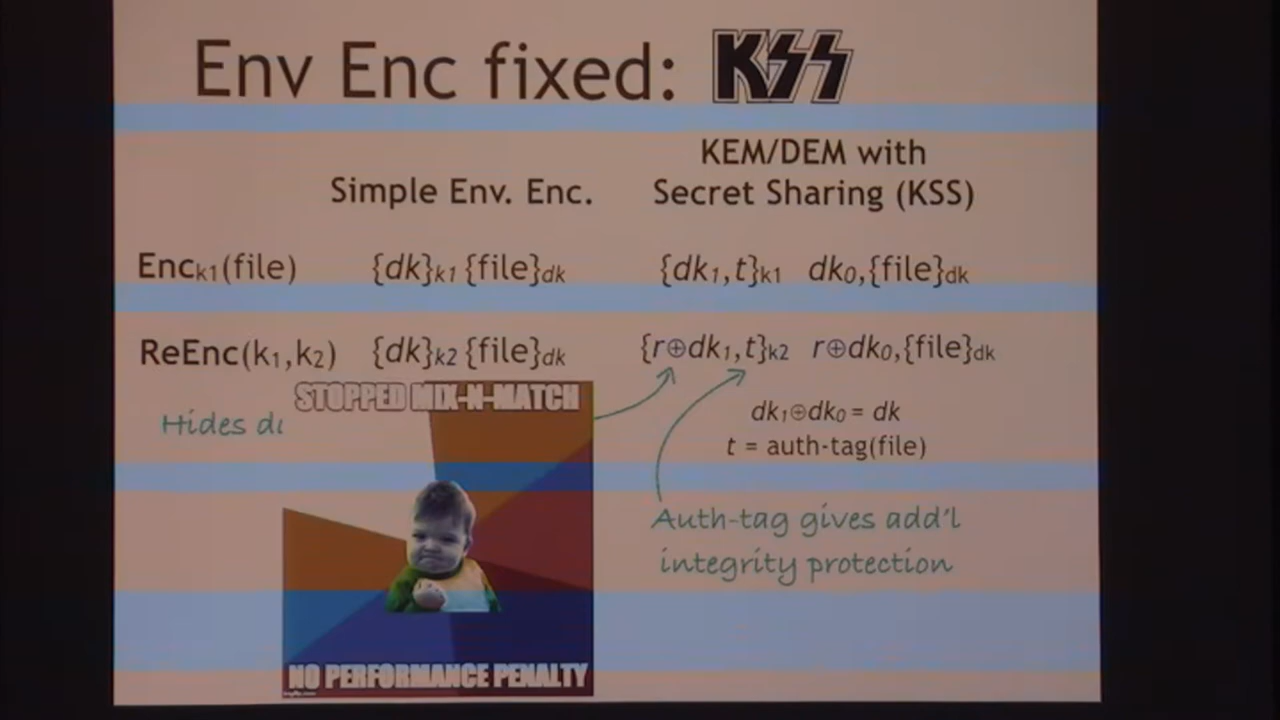 Env Enc fixed: KSS
KEM/DEM with
Simple Env. Enc. Secret Sharing (KSS)
Enck1(file) {dk}k1 {file}dk {dk1,t}k1 dk0,{file}dk
ReEnc(k1,k2) {dk}k2 {file}dk {r⊕dk1,t}k2 r⊕dk0,{file}dk
STOPPED MIX-N-MATCH
Hides
dk1⊕dk0 = dk
t = auth-tag(file)
Auth-tag gives add'l
integrity protection
NO PERFORMANCE PENALTY